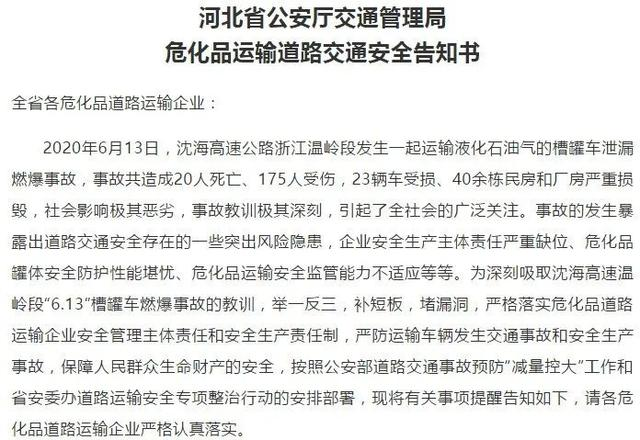 河北省公安厅交通管理局
危化品运输道路交通安全告知书
全省各危化品道路运输企业：
2020年6月13日，沈海高速公路浙江温岭段发生一起运输液化石油气的槽罐车泄漏
燃爆事故，事故共造成20人死亡、175人受伤，23辆车受损、40余栋民房和厂房严重损
毁，社会影响极其恶劣，事故教训极其深刻，引起了全社会的广泛关注。事故的发生暴
露出道路交通安全存在的一些突出风险隐患，企业安全生产主体责任严重缺位、危化品
罐体安全防护性能堪忧、危化品运输安全监管能力不适应等等。为深刻吸取沈海高速温
岭段“6.13”槽罐车燃爆事故的教训，举一反三，补短板，堵漏洞，严格落实危化品道路
运输企业安全管理主体责任和安全生产责任制，严防运输车辆发生交通事故和安全生产
事故，保障人民群众生命财产的安全，按照公安部道路交通事故预防“减量控大”工作和
省安委办道路运输安全专项整治行动的安排部署，现将有关事项提醒告知如下，请各危
化品道路运输企业严格认真落实。